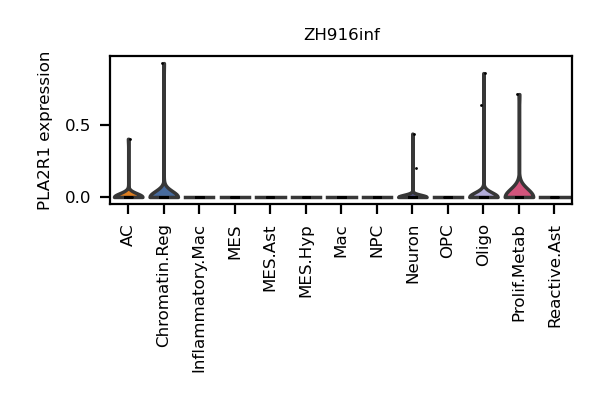 ZH916inf
PLA2R1 expression
0.5
0.0
AC
Chromatin.Reg
Inflammatory.Mac
MES
MES.Ast
MES.Hyp
Mac
NPC
Neuron
OPC
Oligo
Prolif.Metab
Reactive.Ast